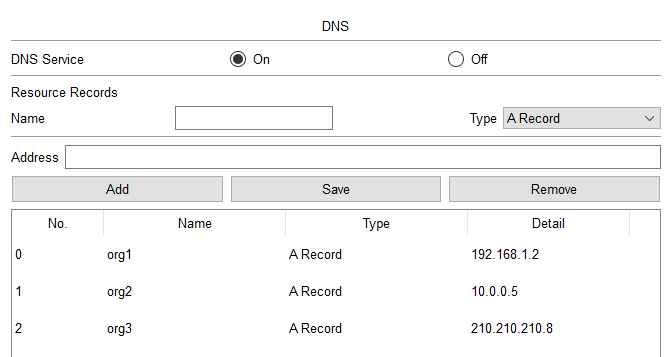 DNS
DNS Service On Off
Resource Records
Name Type A Record
Address
Add Save Remove
No. Name Type Detail
0 org1 A Record 192.168.1.2
1 org2 A Record 10.0.0.5
2 org3 A Record 210.210.210.8